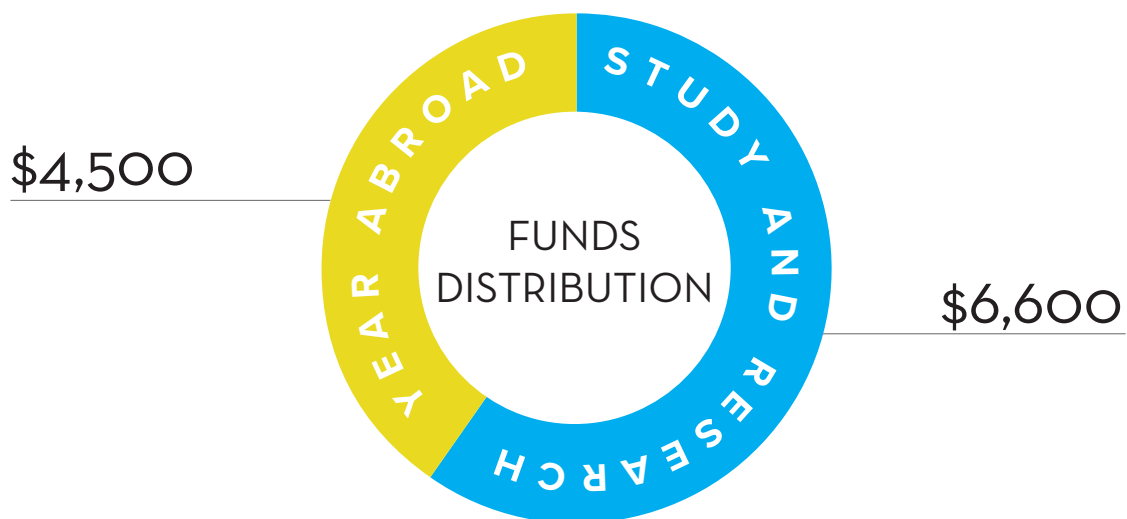 YEAR ABROAD
STUDY AND RESEARCH
$4,500
FUNDS
DISTRIBUTION
$6,600